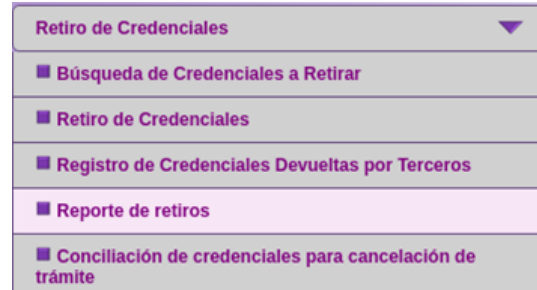 Retiro de Credenciales
Búsqueda de Credenciales a Retirar
Retiro de Credenciales
Registro de Credenciales Devueltas por Terceros
Reporte de retiros
Conciliación de credenciales para cancelación de
trámite